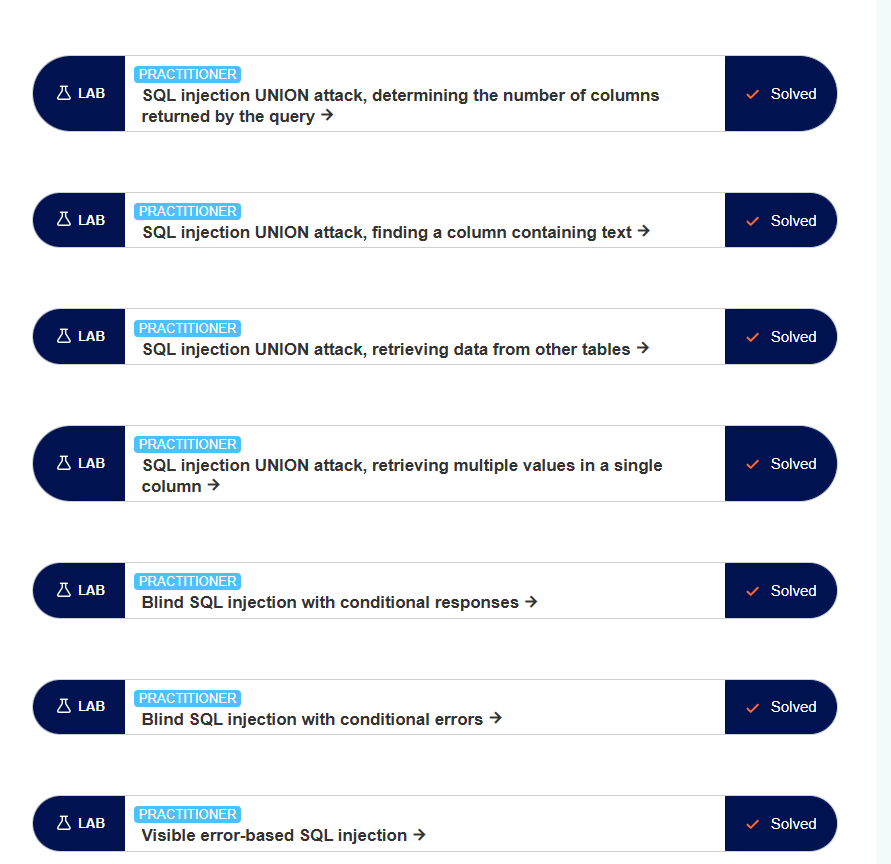 PRACTITIONER
LAB
SQL injection UNION attack, determining the number of columns
returned by the query →
Solved
PRACTITIONER
LAB
SQL injection UNION attack, finding a column containing text →
Solved
PRACTITIONER
LAB
SQL injection UNION attack, retrieving data from other tables →
Solved
PRACTITIONER
LAB
SQL injection UNION attack, retrieving multiple values in a single
column →
Solved
PRACTITIONER
LAB
Blind SQL injection with conditional responses →
Solved
PRACTITIONER
LAB
Blind SQL injection with conditional errors →
Solved
PRACTITIONER
LAB
Visible error-based SQL injection →
Solved